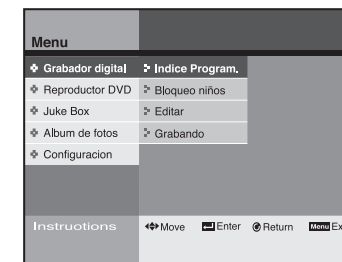 Menu
Grabador digital
Indice Program.
Reproductor DVD
Bloqueo niños
Juke Box
Editar
Album de fotos
Grabando
Configuracion
Instruotions
Move
Enter
Return
Menu Ex